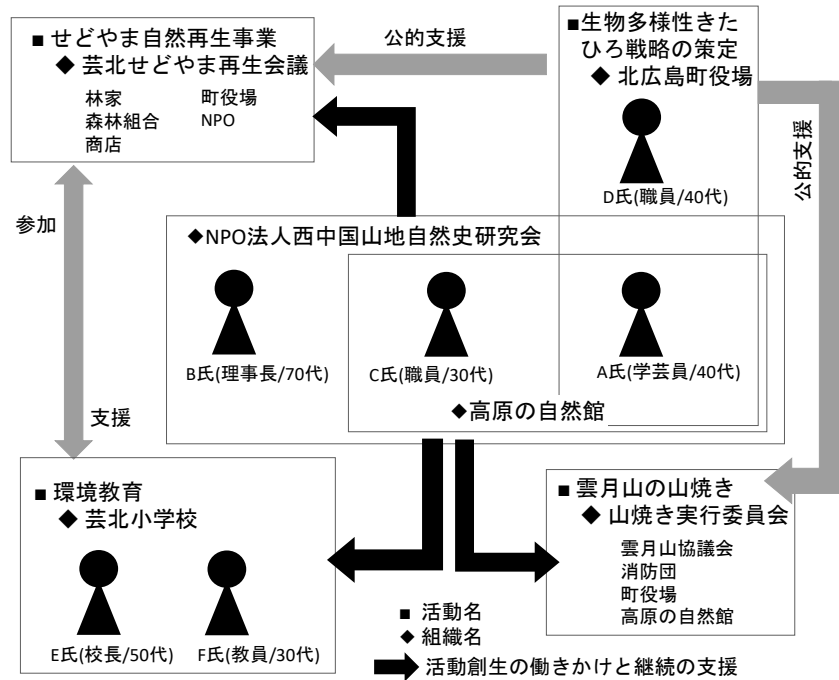 ■ せどやま自然再生事業
◆ 芸北せどやま再生会議
林家 町役場
森林組合 NPO
商店
公的支援
■生物多様性きた
ひろ戦略の策定
◆ 北広島町役場
D氏(職員/40代)
公的支援
参加
支援
◆NPO法人西中国山地自然史研究会
B氏(理事長/70代)
C氏(職員/30代)
A氏(学芸員/40代)
◆高原の自然館
■ 環境教育
◆ 芸北小学校
E氏(校長/50代)
F氏(教員/30代)
■ 雲月山の山焼き
◆ 山焼き実行委員会
雲月山協議会
消防団
町役場
高原の自然館
■ 活動名
◆ 組織名
活動創生の働きかけと継続の支援